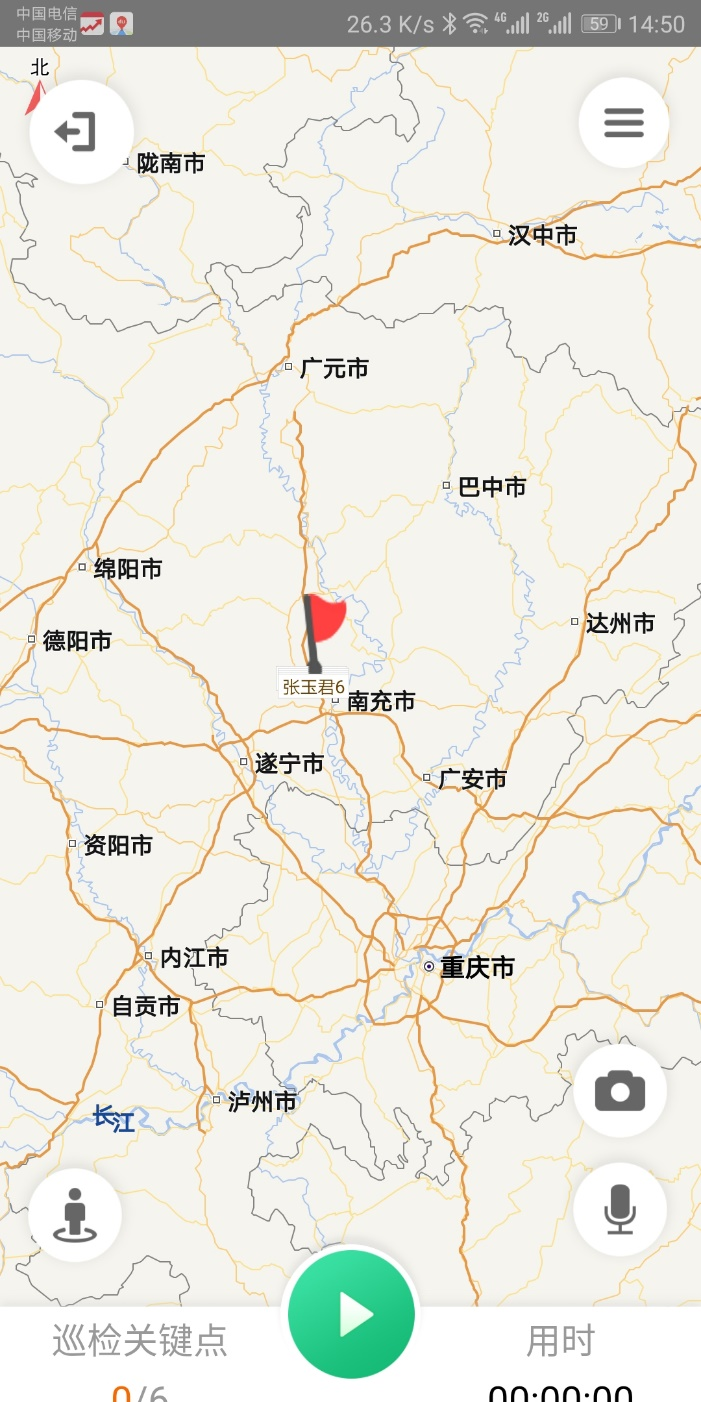 中国电信
中国移动
26.3 K/s
4G
2G
59
14:50
北
陇南市
汉中市
广元市
巴中市
绵阳市
达州市
德阳市
张玉君6
南充市
遂宁市
广安市
资阳市
内江市
重庆市
自贡市
泸州市
长江
巡检关键点
用时
0/6
00:00:00